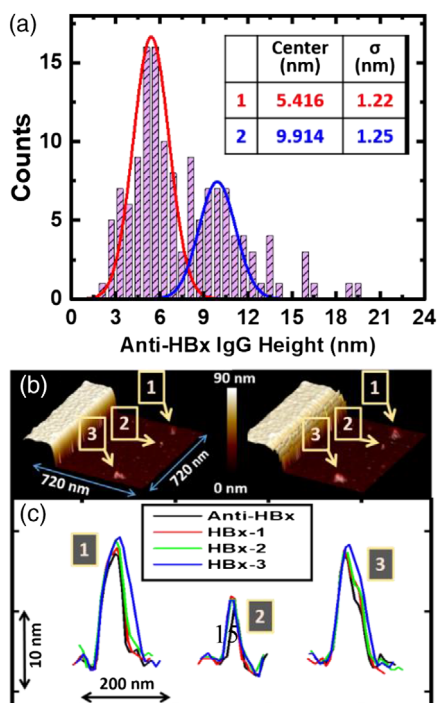 (a)
Center (nm) σ (nm)
1 5.416 1.22
2 9.914 1.25
Counts
15
10
5
0
0 3 6 9 12 15 18 21 24
Anti-HBx IgG Height (nm)
(b)
1
2
3
90 nm
0 nm
1
2
3
720 nm
720 nm
(c)
Anti-HBx
HBx-1
HBx-2
HBx-3
1
2
3
15
10 nm
200 nm